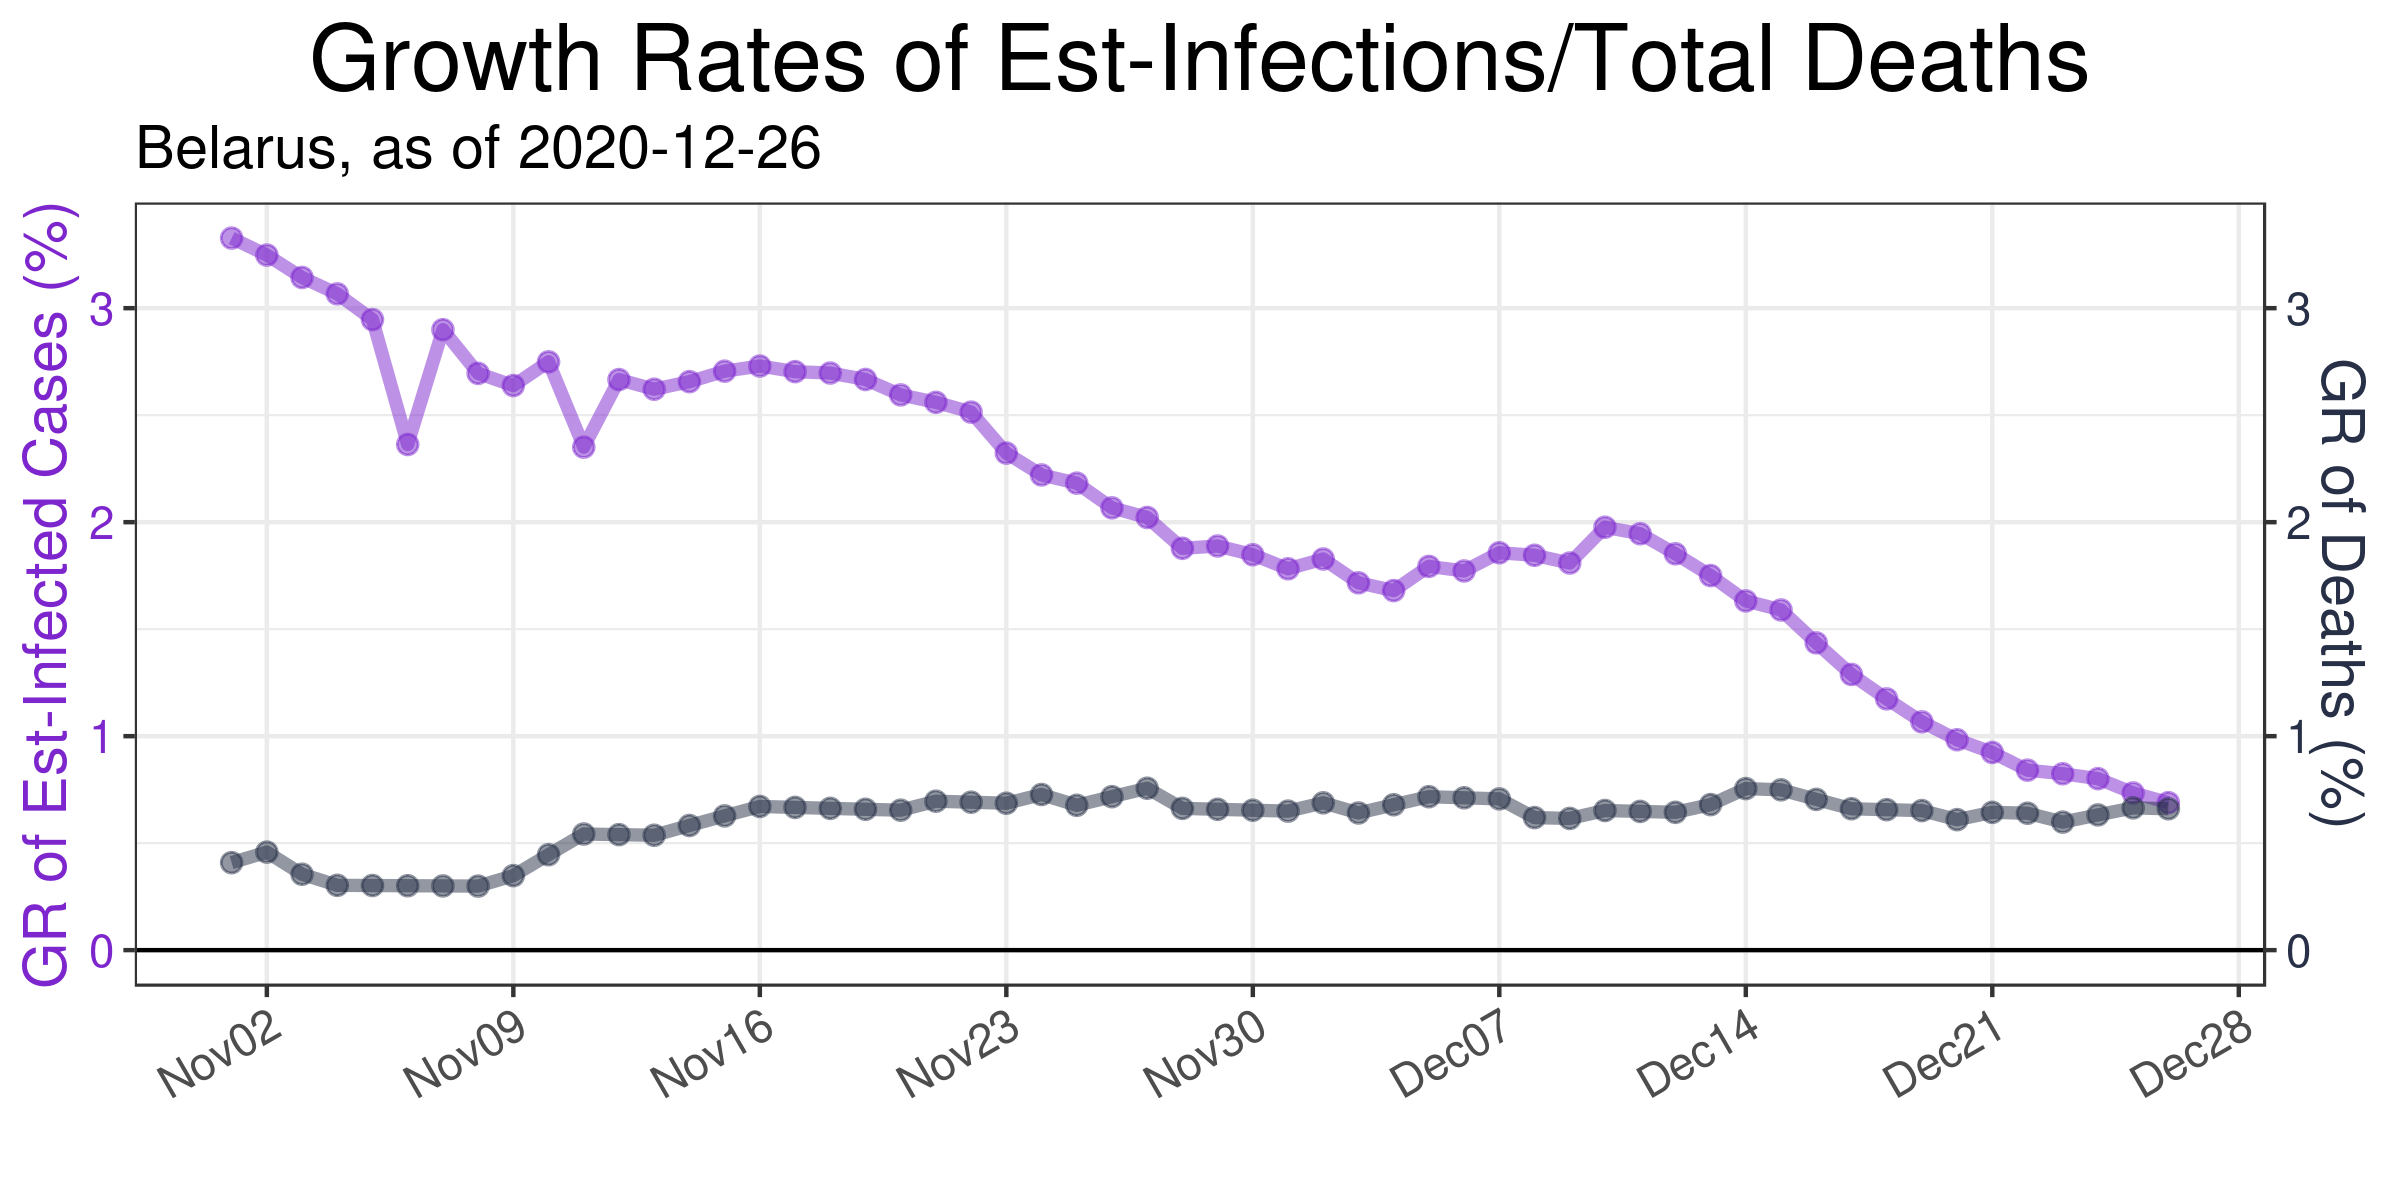 Growth Rates of Est-Infections/Total Deaths
Belarus, as of 2020-12-26
GR of Est-Infected Cases (%)
3
2
1
0
3
2
1
0
GR of Deaths (%)
Nov02
Nov09
Nov16
Nov23
Nov30
Dec07
Dec14
Dec21
Dec28